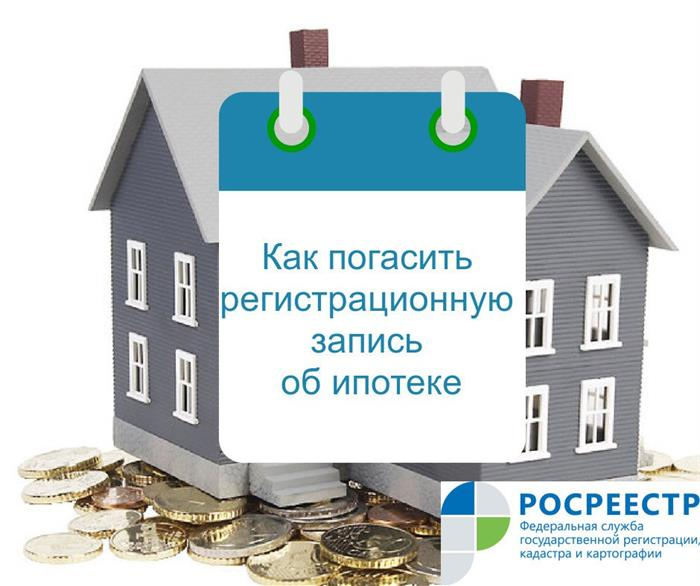 Как погасить
регистрационную
запись
об ипотеке
РОСРЕЕСТР
Федеральная служба
государственной регистрации,
кадастра и картографии